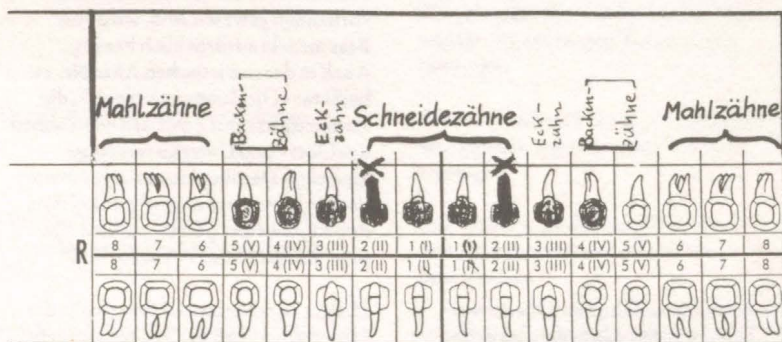 Mahlzähne Backen- zähne Eck- zahn Schneidezähne Eck- zahn Backen- zähne Mahlzähne
X X
R
8 7 6 5 (V) 4 (IV) 3 (III) 2 (II) 1 (I) 1 (I) 2 (II) 3 (III) 4 (IV) 5 (V) 6 7 8
8 7 6 5 (V) 4 (IV) 3 (III) 2 (II) 1 (I) 1 (I) 2 (II) 3 (III) 4 (IV) 5 (V) 6 7 8